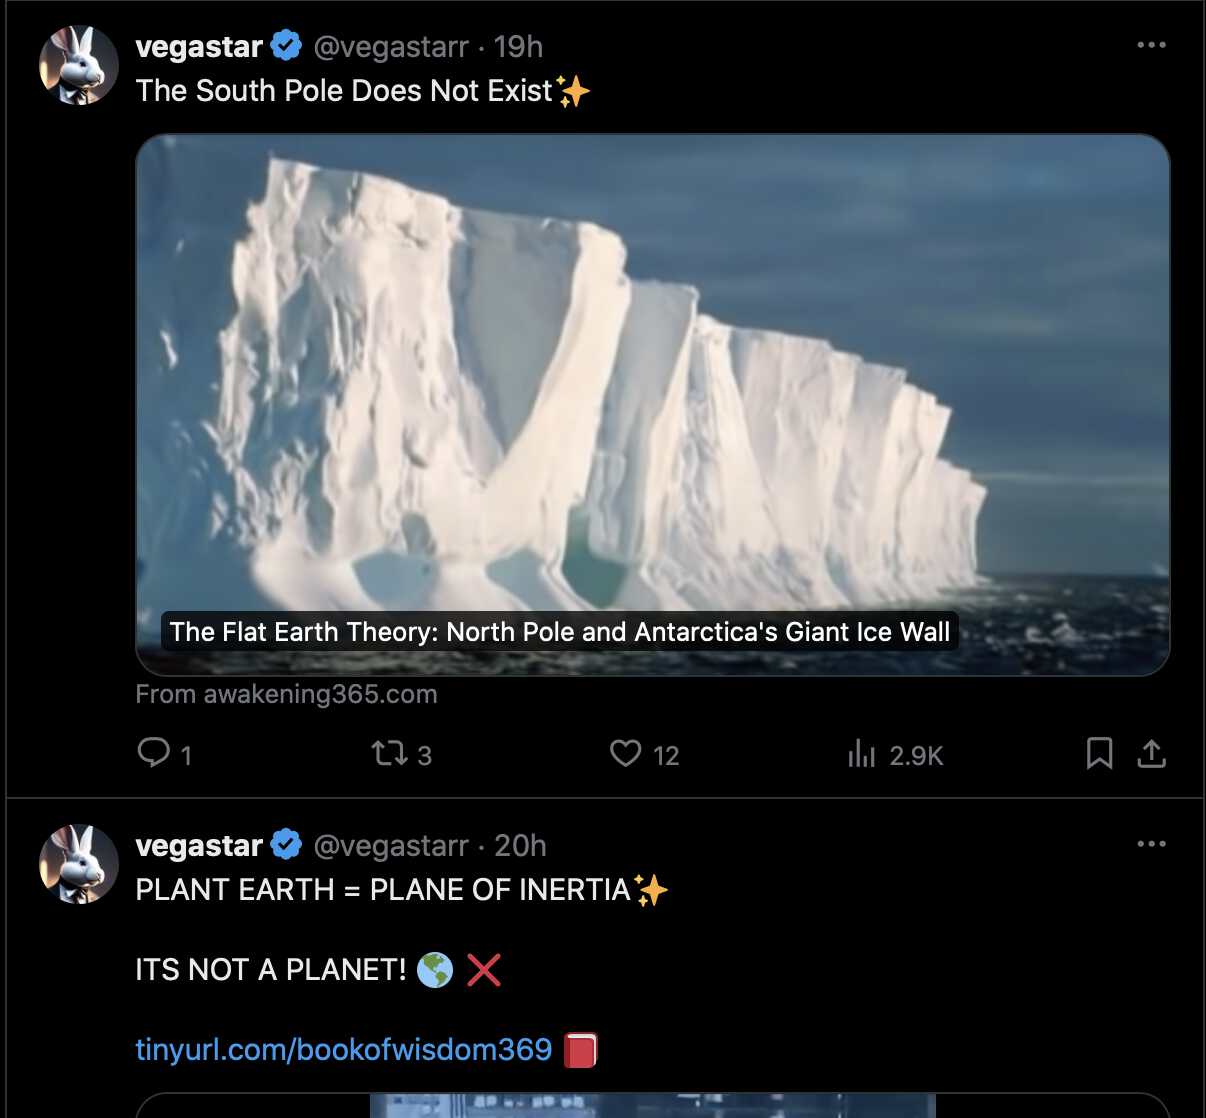 vegastar @vegastarr · 19h
The South Pole Does Not Exist✨
The Flat Earth Theory: North Pole and Antarctica's Giant Ice Wall
From awakening365.com
1 3 12 2.9K
vegastar @vegastarr · 20h
PLANT EARTH = PLANE OF INERTIA✨
ITS NOT A PLANET! 🌎 ❌
tinyurl.com/bookofwisdom369 📕